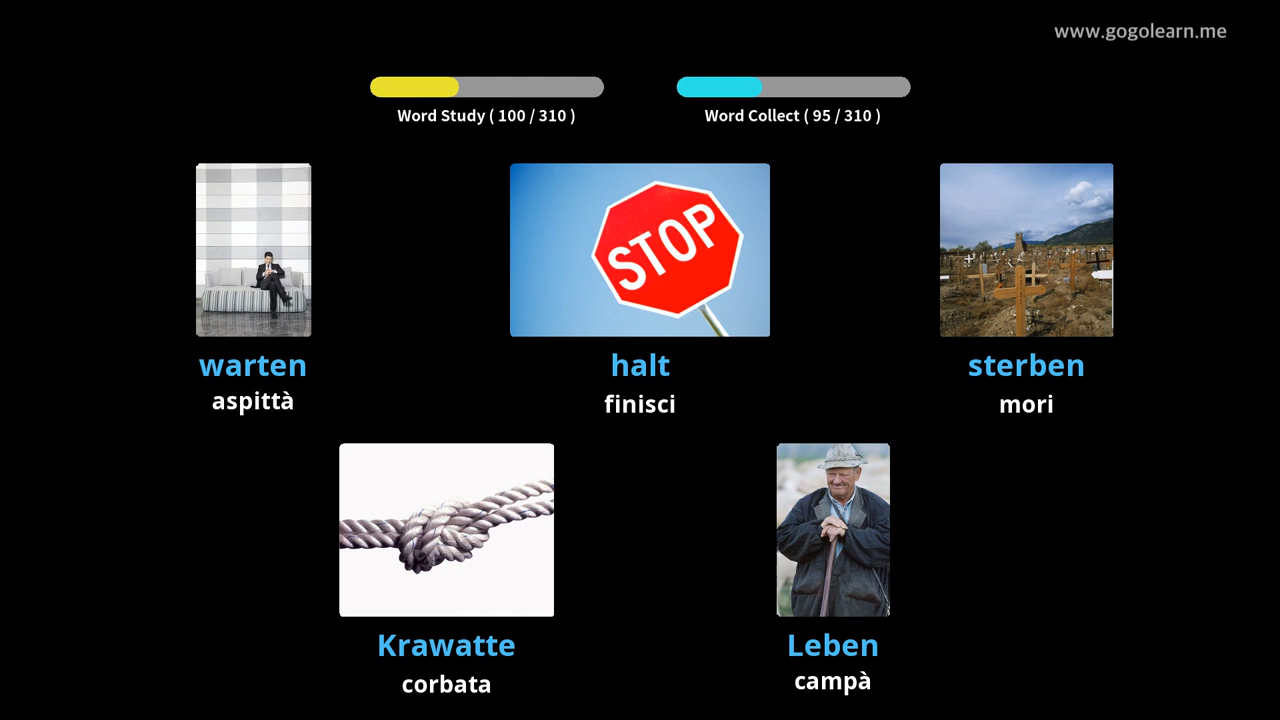 www.gogolearn.me
Word Study ( 100 / 310 )
Word Collect ( 95 / 310 )
STOP
warten
aspittà
halt
finisci
sterben
mori
Krawatte
corbata
Leben
campà